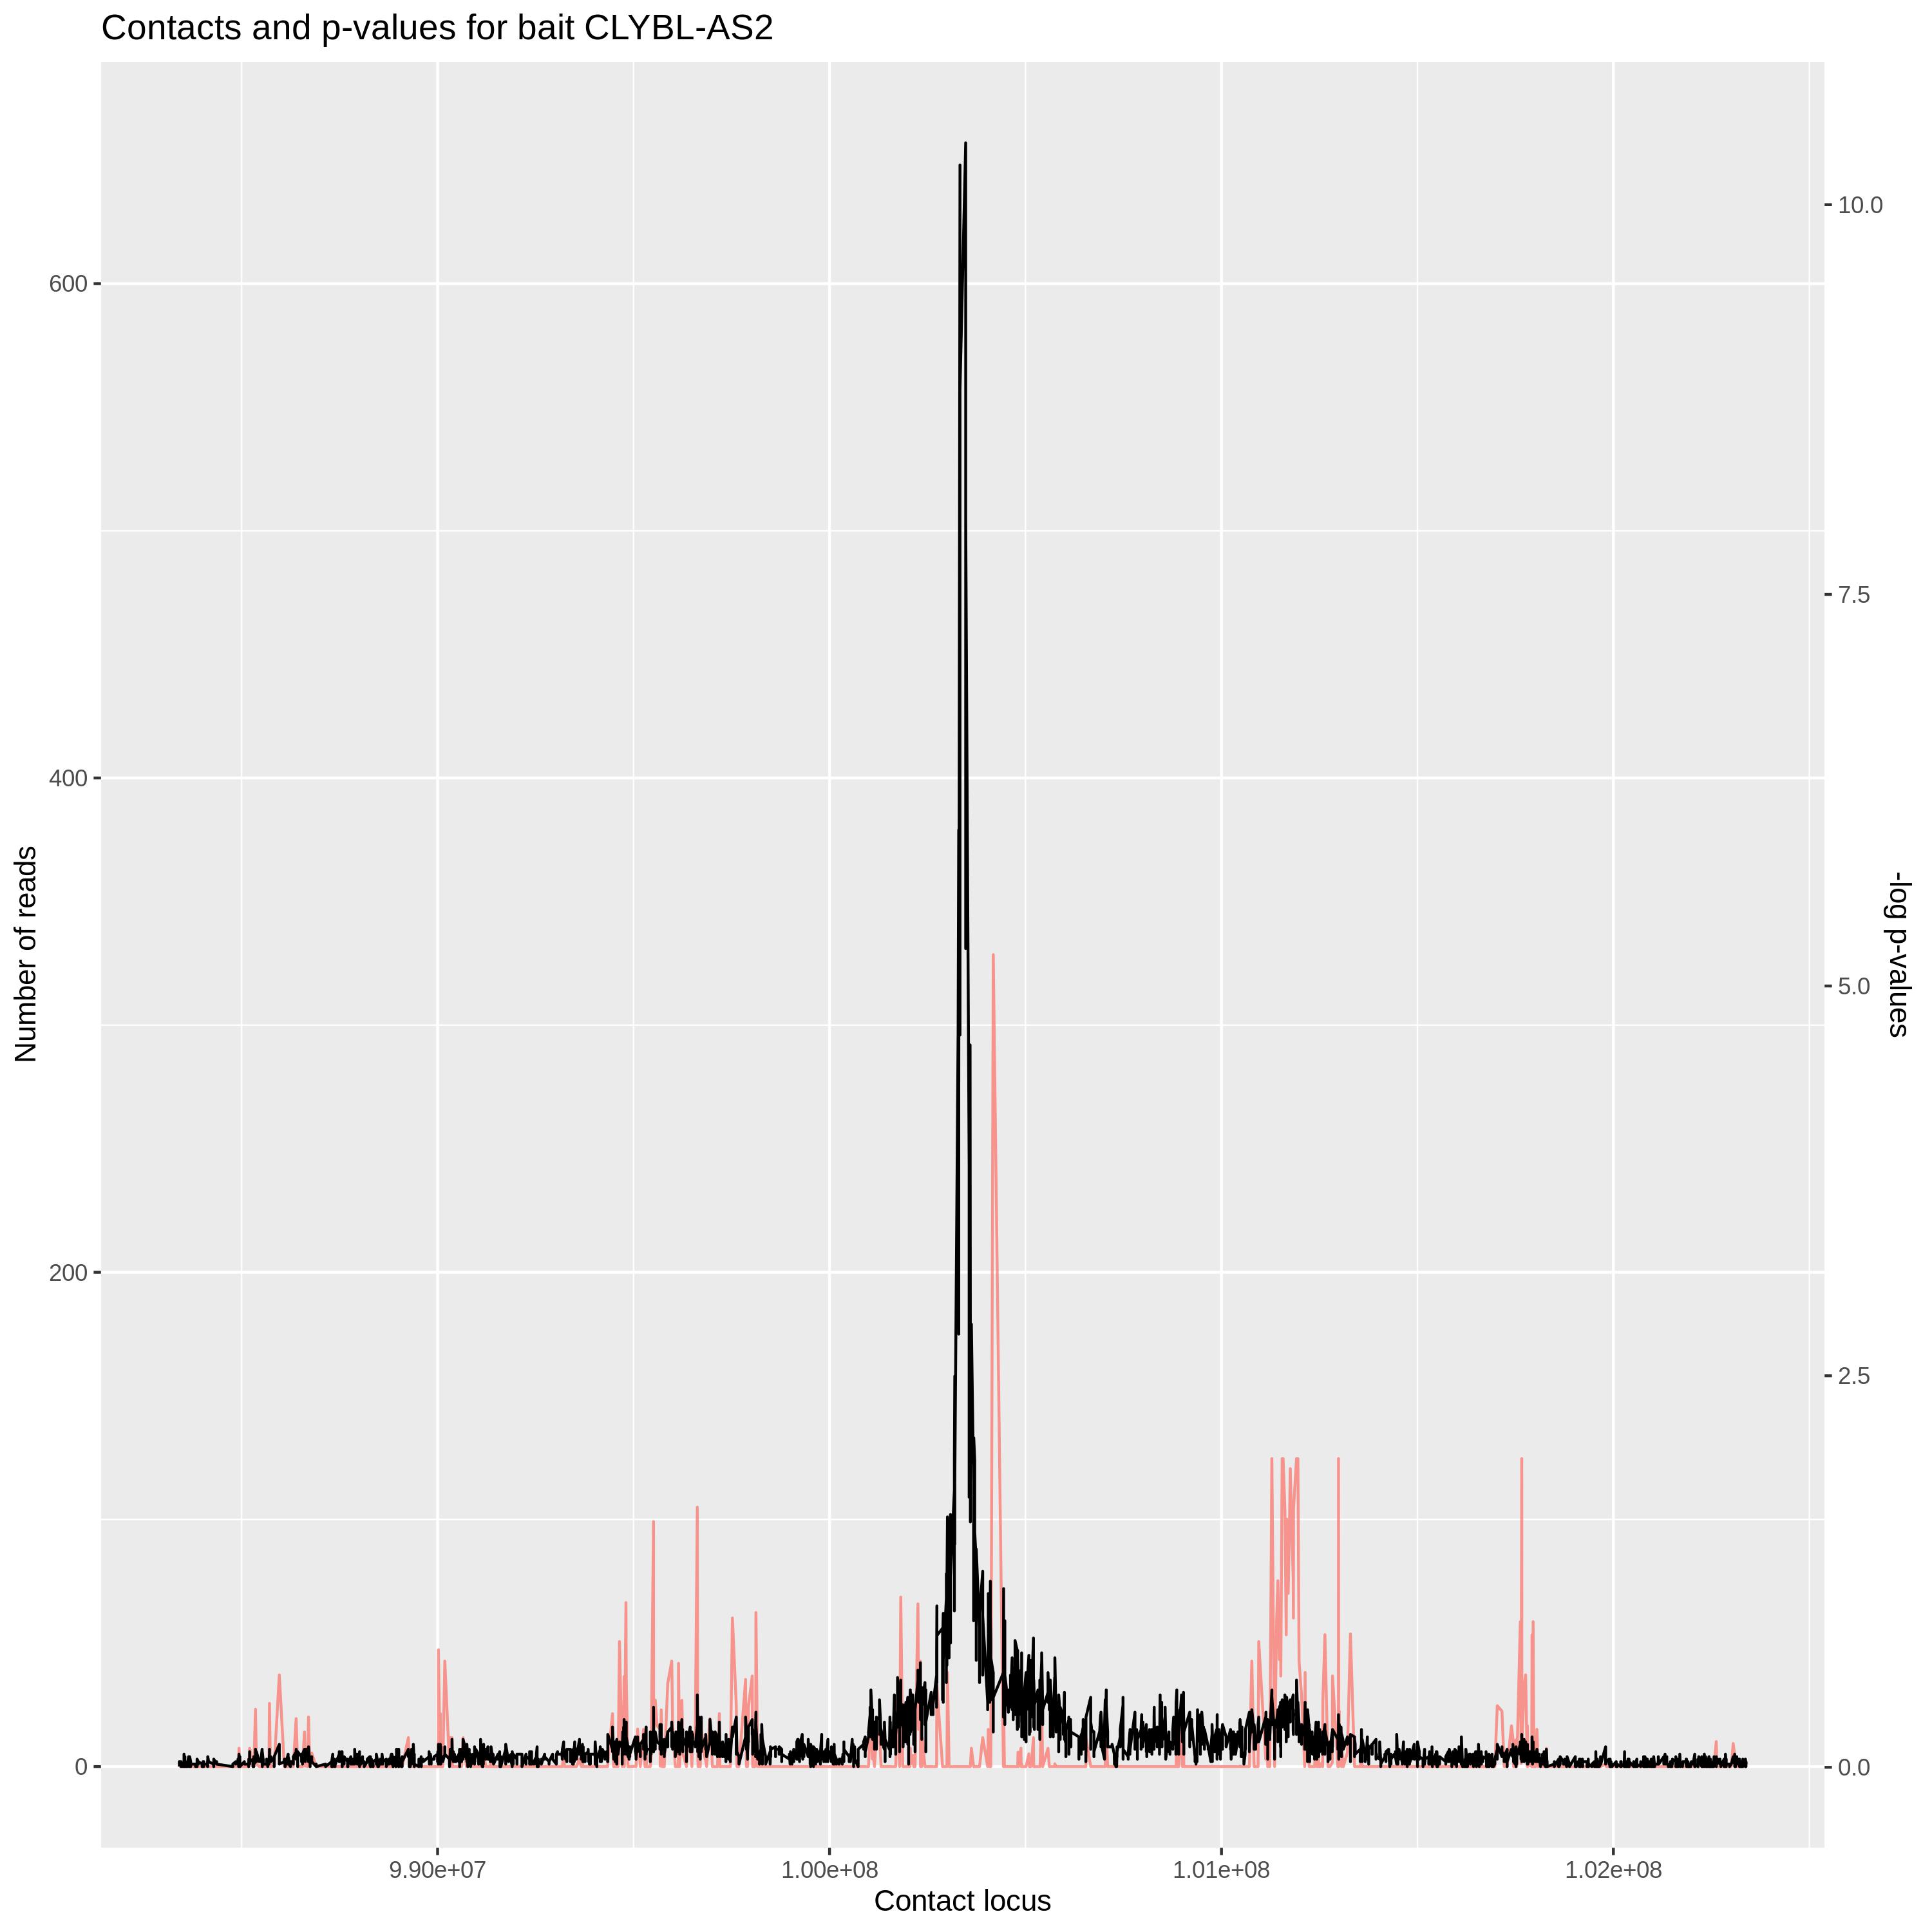 Contacts and p-values for bait CLYBL-AS2
Number of reads
600
400
200
0
10.0
7.5
5.0
2.5
0.0
-log p-values
9.90e+07
1.00e+08
1.01e+08
1.02e+08
Contact locus